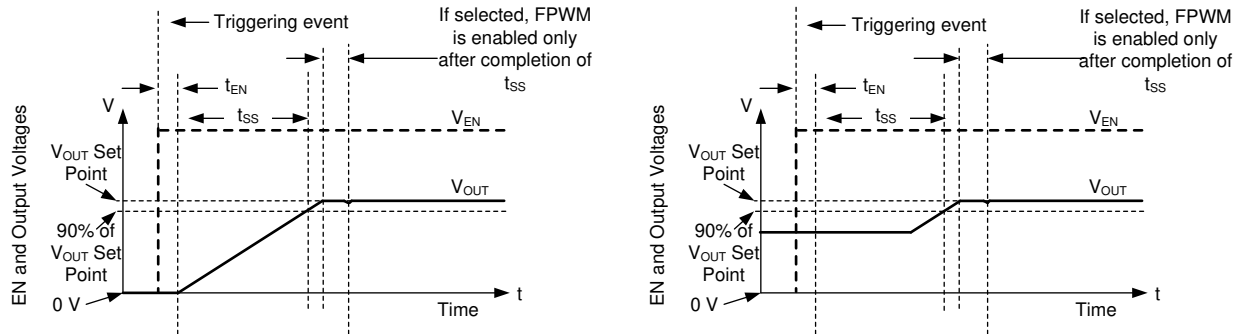 Triggering event
If selected, FPWM
is enabled only
after completion of
tSS
tEN
tSS
V
VEN
VOUT Set
Point
VOUT
90% of
VOUT Set
Point
0 V
Time
t
EN and Output Voltages
Triggering event
If selected, FPWM
is enabled only
after completion of
tSS
tEN
tSS
V
VEN
VOUT Set
Point
VOUT
90% of
VOUT Set
Point
0 V
Time
t
EN and Output Voltages